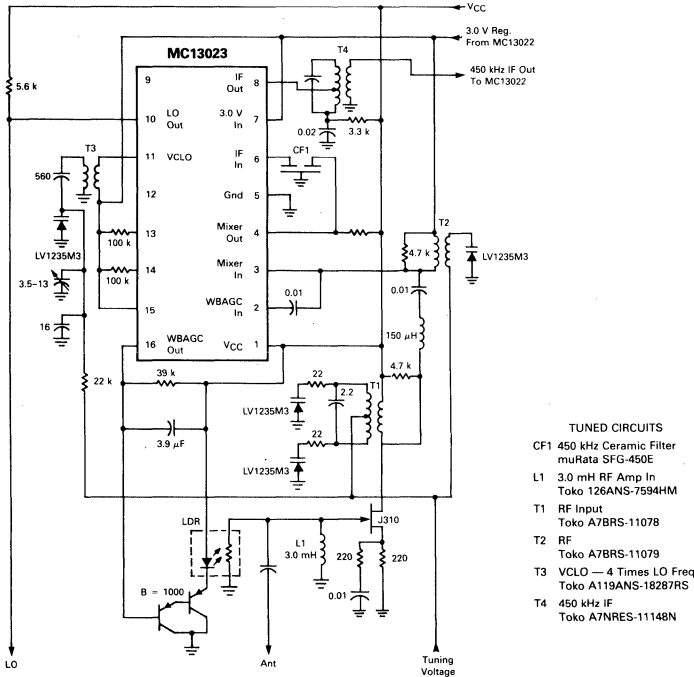 VCC
3.0 V Reg.
From MC13022
T4
MC13023
5.6 k
9
IF
Out
8
450 kHz IF Out
To MC13022
10
LO
Out
3.0 V
In
7
0.02
3.3 k
T3
11
VCLO
IF
In
6
CF1
560
12
Gnd
5
T2
LV1235M3
13
100 k
Mixer
Out
4
4.7 k
LV1235M3
3.5-13
14
100 k
Mixer
In
3
0.01
0.01
16
15
WBAGC
In
2
150 μH
16
WBAGC
Out
VCC
1
22 k
39 k
22
T1
4.7 k
LV1235M3
2.2
3.9 μF
22
LV1235M3
LDR
J310
L1
3.0 mH
220
220
B = 1000
0.01
LO
Ant
Tuning
Voltage
TUNED CIRCUITS
CF1 450 kHz Ceramic Filter
muRata SFG-450E
L1 3.0 mH RF Amp In
Toko 126ANS-7594HM
T1 RF Input
Toko A7BRS-11078
T2 RF
Toko A7BRS-11079
T3 VCLO — 4 Times LO Freq
Toko A119ANS-18287RS
T4 450 kHz IF
Toko A7NRES-11148N